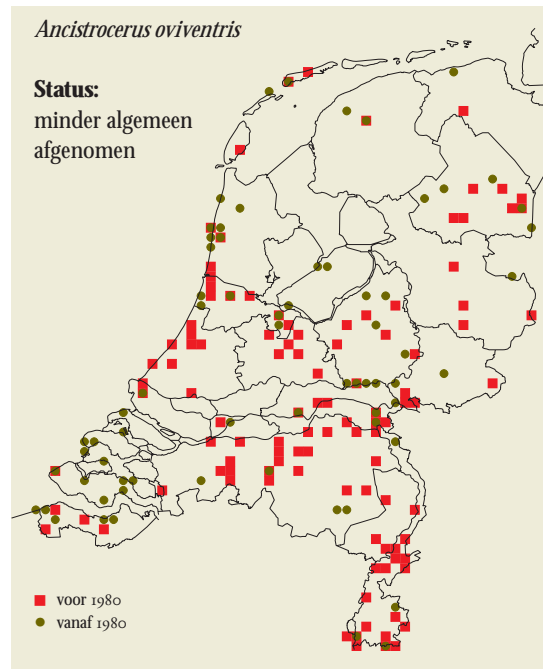 Ancistrocerus oviventris
Status:
minder algemeen
afgenomen
voor 1980
vanaf 1980